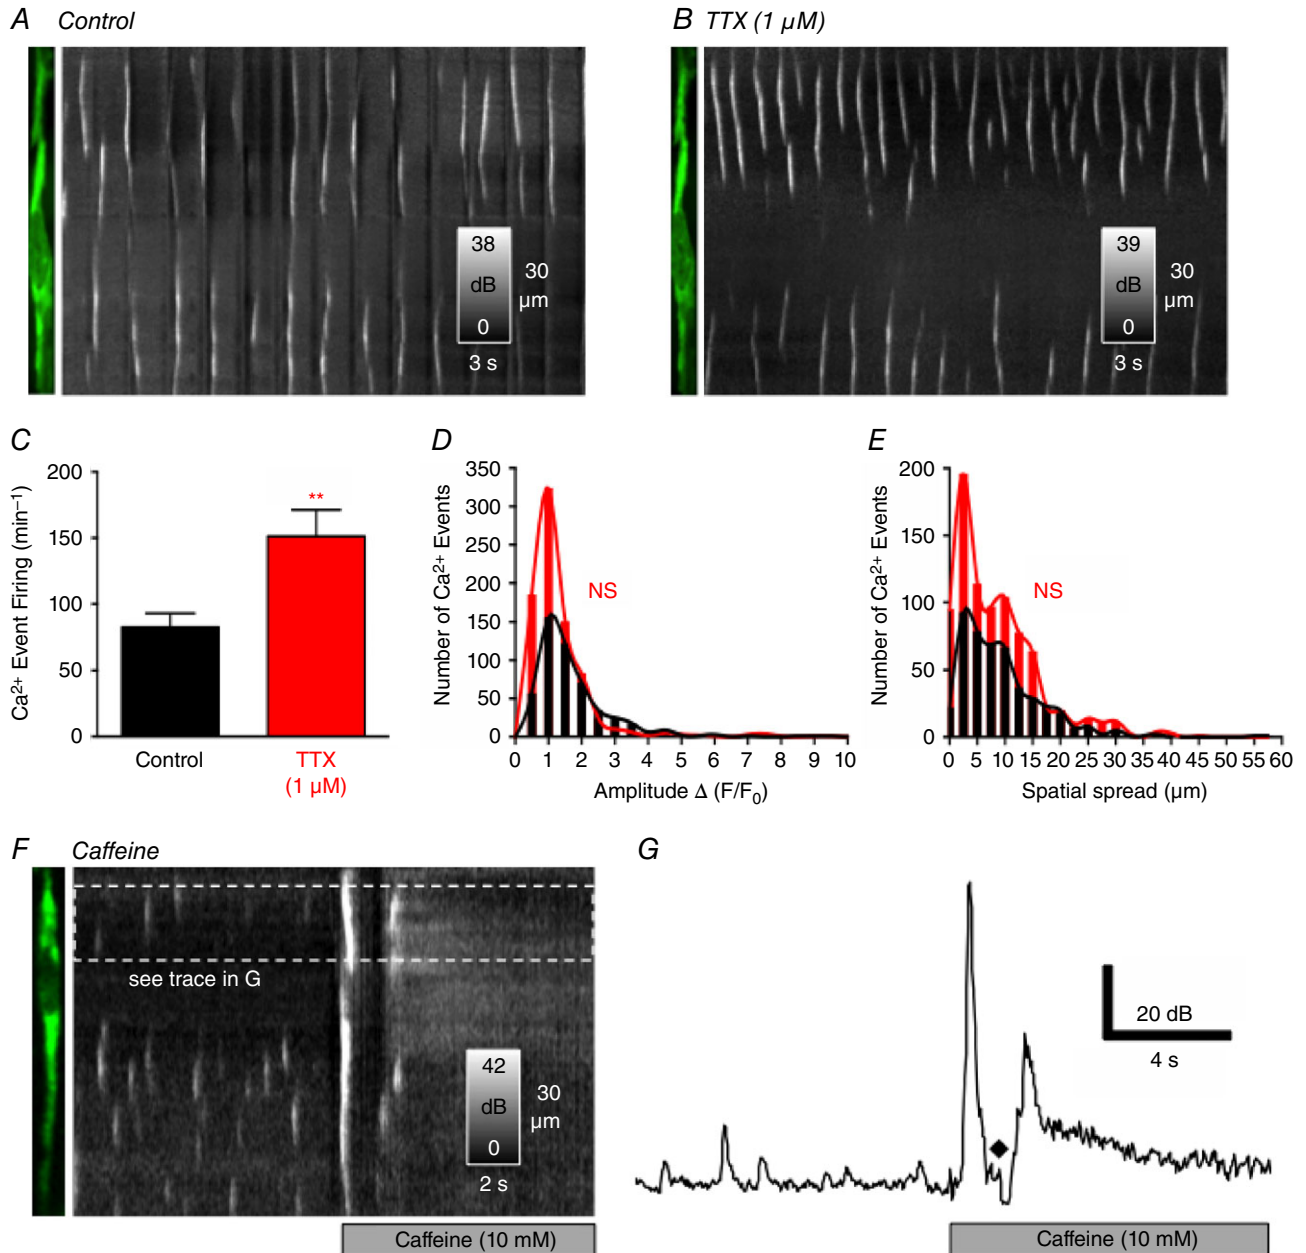 A Control
B TTX (1 µM)
38
dB
0
30
µm
3 s
39
dB
0
30
µm
3 s
C
Ca²⁺ Event Firing (min⁻¹)
200
150
100
50
0
**
Control
TTX
(1 µM)
D
Number of Ca²⁺ Events
350
300
250
200
150
100
50
0
NS
0 1 2 3 4 5 6 7 8 9 10
Amplitude Δ (F/F₀)
E
Number of Ca²⁺ Events
200
150
100
50
0
NS
0 5 10 15 20 25 30 35 40 45 50 55 60
Spatial spread (µm)
F Caffeine
see trace in G
42
dB
0
30
µm
2 s
Caffeine (10 mM)
G
20 dB
4 s
Caffeine (10 mM)